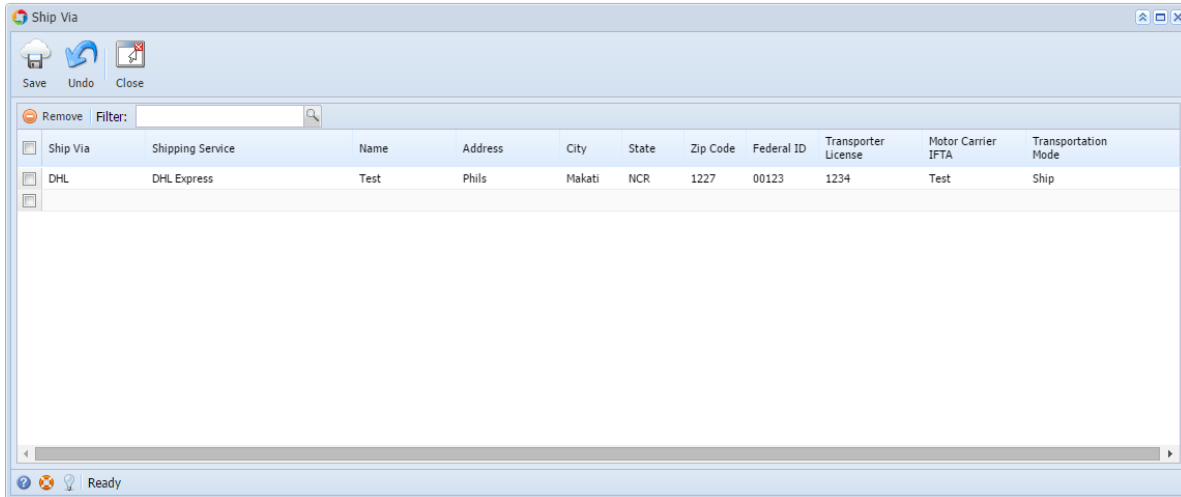 Ship Via
Save Undo Close
Remove Filter:
Ship Via Shipping Service Name Address City State Zip Code Federal ID Transporter License Motor Carrier IFTA Transportation Mode
DHL DHL Express Test Phils Makati NCR 1227 00123 1234 Test Ship
Ready